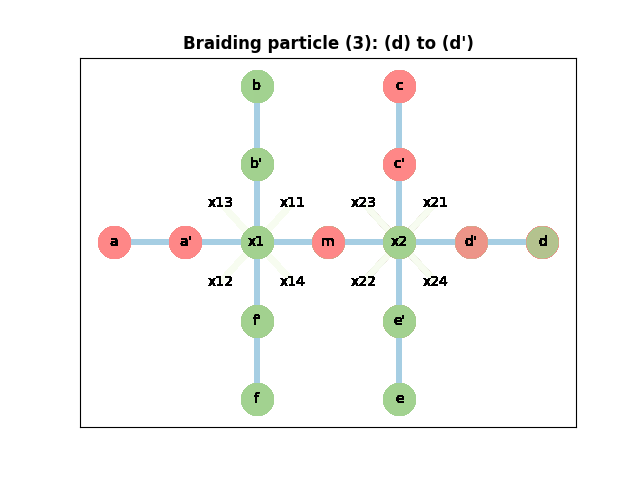 Braiding particle (3): (d) to (d')
b c
b' c'
x13 x11 x23 x21
a a' x1 m x2 d' d
x12 x14 x22 x24
f' e'
f e